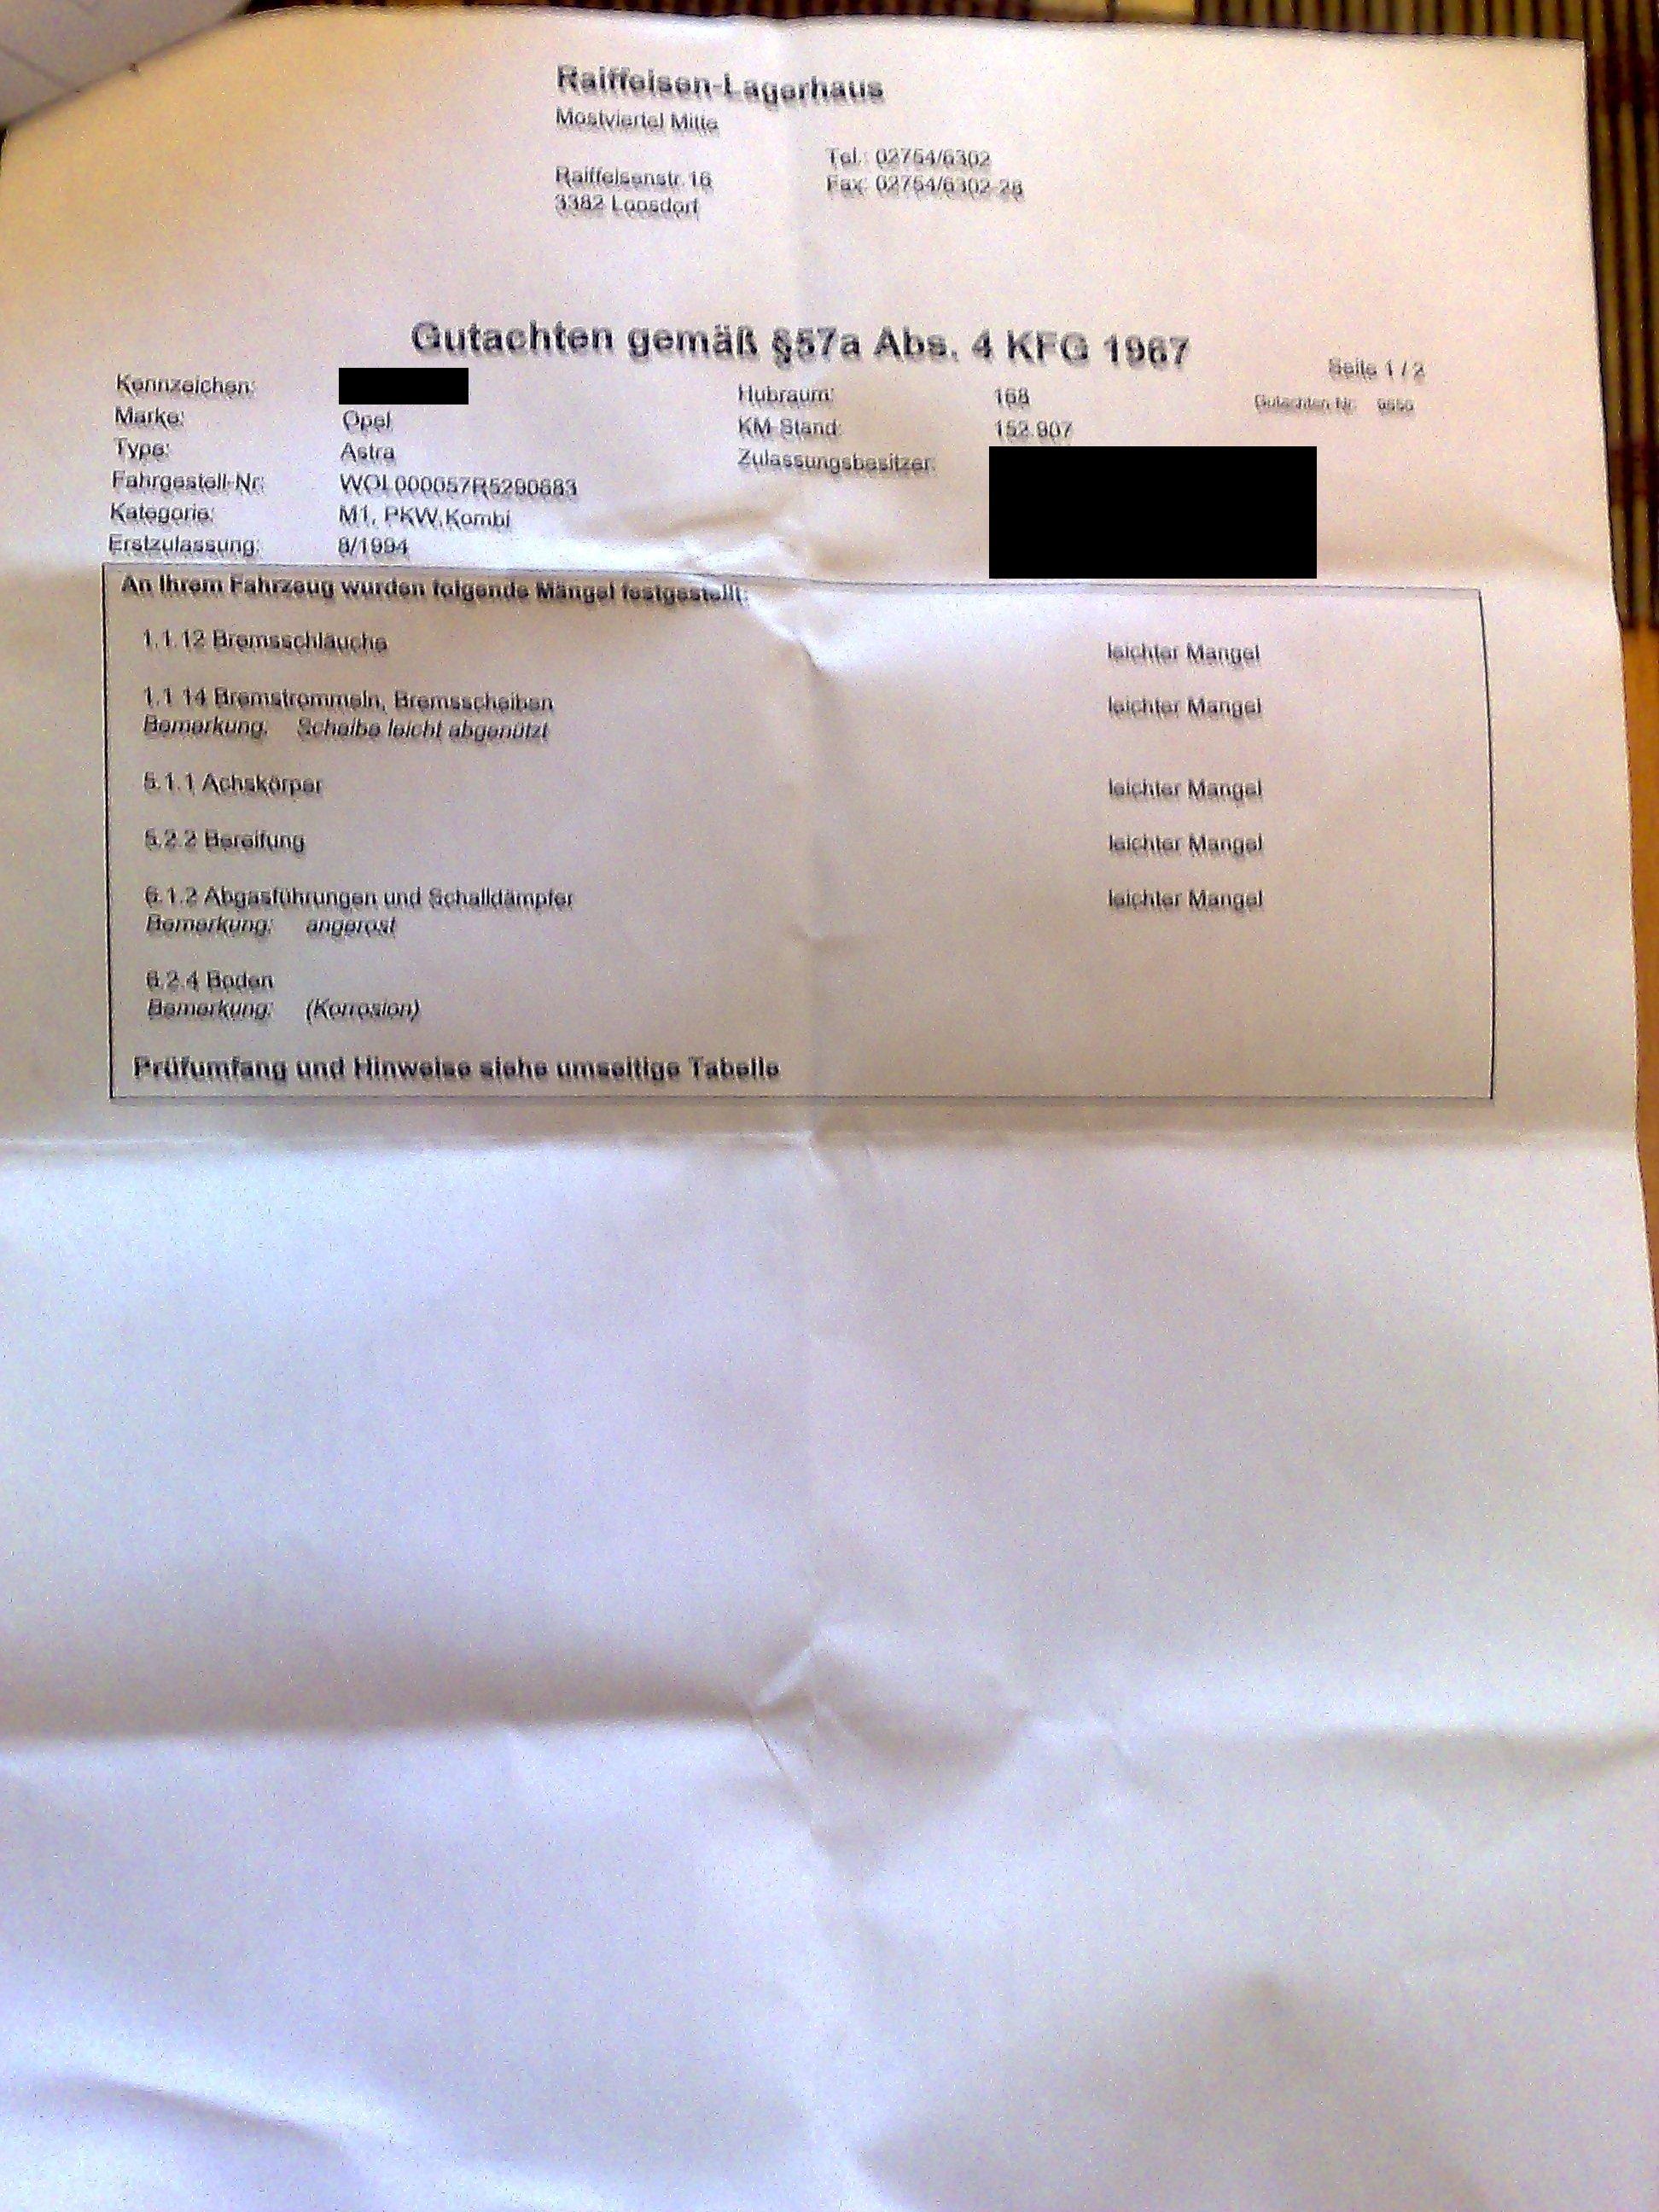 Raiffeisen-Lagerhaus
Mostviertel Mitte
Raiffeisenstr. 16
3382 Loosdorf
Tel.: 02754/6302
Fax: 02754/6302-26
Gutachten gemäß §57a Abs. 4 KFG 1967
Seite 1 / 2
Gutachten Nr.
Kennzeichen:
Marke: Opel
Type: Astra
Fahrgestell-Nr: WOL000057R5290683
Kategorie: M1, PKW,Kombi
Erstzulassung: 8/1994
Hubraum: 168
KM-Stand: 152.907
Zulassungsbesitzer:
An Ihrem Fahrzeug wurden folgende Mängel festgestellt:
1.1.12 Bremsschläuche leichter Mangel
1.1.14 Bremstrommeln, Bremsscheiben leichter Mangel
Bemerkung: Scheibe leicht abgenützt
5.1.1 Achskörper leichter Mangel
5.2.2 Bereifung leichter Mangel
6.1.2 Abgasführungen und Schalldämpfer leichter Mangel
Bemerkung: angerost
6.2.4 Boden
Bemerkung: (Korrosion)
Prüfumfang und Hinweise siehe umseitige Tabelle